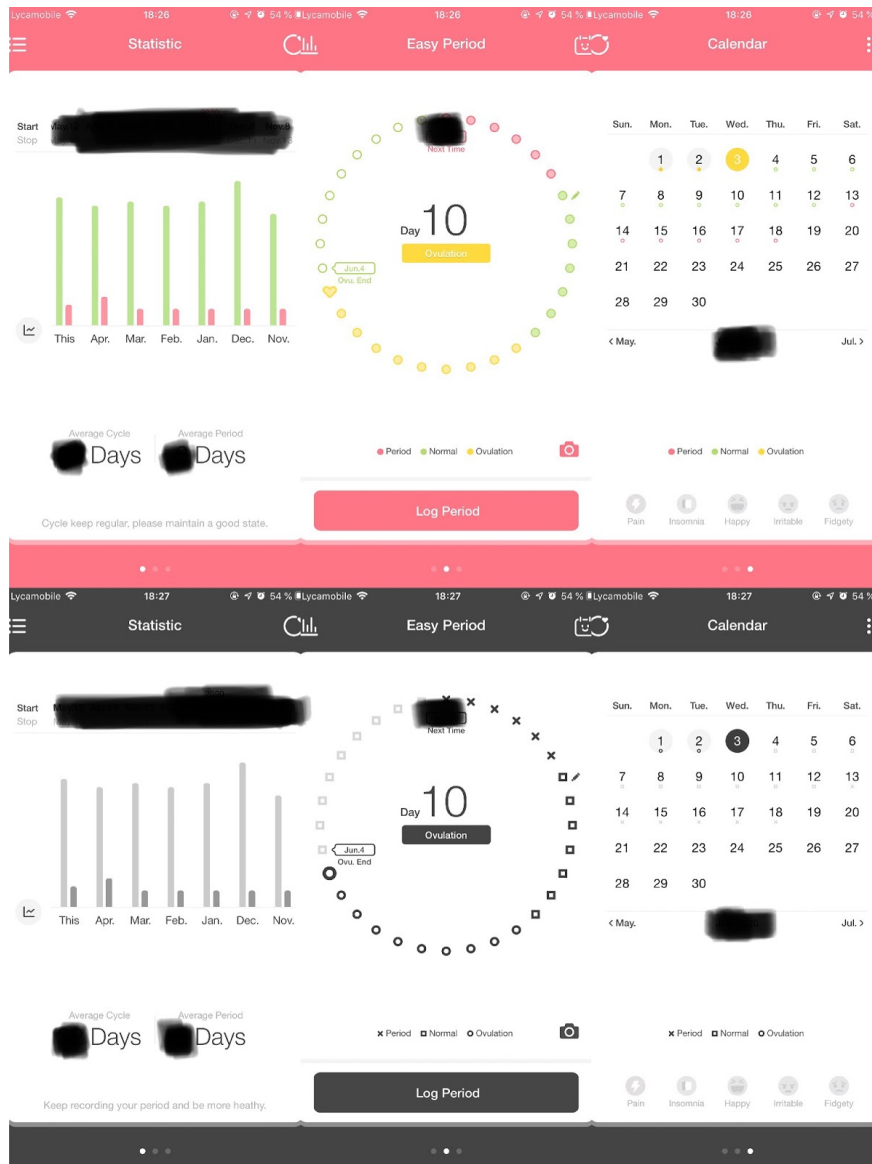 Lycamobile 18:26 54 % Lycamobile 18:26 54 % Lycamobile 18:26 54 %
Statistic Easy Period Calendar
Start
Stop
Next Time
Sun. Mon. Tue. Wed. Thu. Fri. Sat.
1 2 3 4 5 6
7 8 9 10 11 12 13
14 15 16 17 18 19 20
21 22 23 24 25 26 27
28 29 30
Day 10
Ovulation
Jun.4
Ovu. End
This Apr. Mar. Feb. Jan. Dec. Nov.
< May. Jul. >
Average Cycle Average Period
Days Days
Period Normal Ovulation
Period Normal Ovulation
Cycle keep regular, please maintain a good state.
Log Period
Pain Insomnia Happy Irritable Fidgety
Lycamobile 18:27 54 % Lycamobile 18:27 54 % Lycamobile 18:27 54 %
Statistic Easy Period Calendar
Start
Stop
Next Time
Sun. Mon. Tue. Wed. Thu. Fri. Sat.
1 2 3 4 5 6
7 8 9 10 11 12 13
14 15 16 17 18 19 20
21 22 23 24 25 26 27
28 29 30
Day 10
Ovulation
Jun.4
Ovu. End
This Apr. Mar. Feb. Jan. Dec. Nov.
< May. Jul. >
Average Cycle Average Period
Days Days
Period Normal Ovulation
Period Normal Ovulation
Keep recording your period and be more heathy.
Log Period
Pain Insomnia Happy Irritable Fidgety